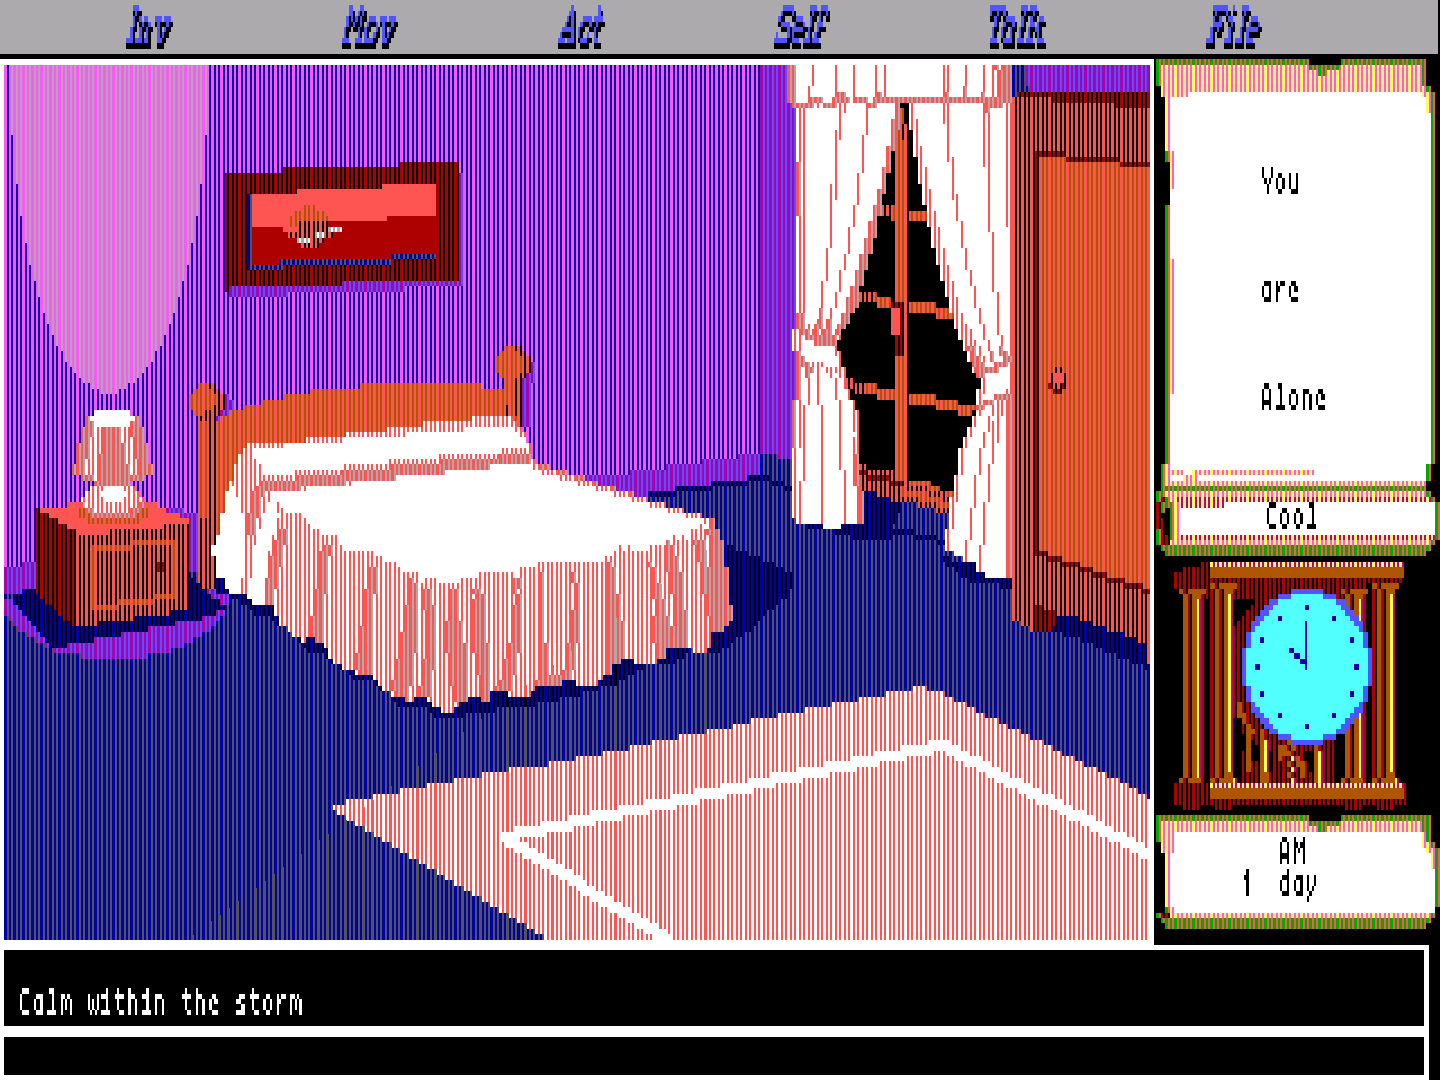 Inv Mov Act Self Talk File
You
are
Alone
Cool
AM
1 day
Calm within the storm